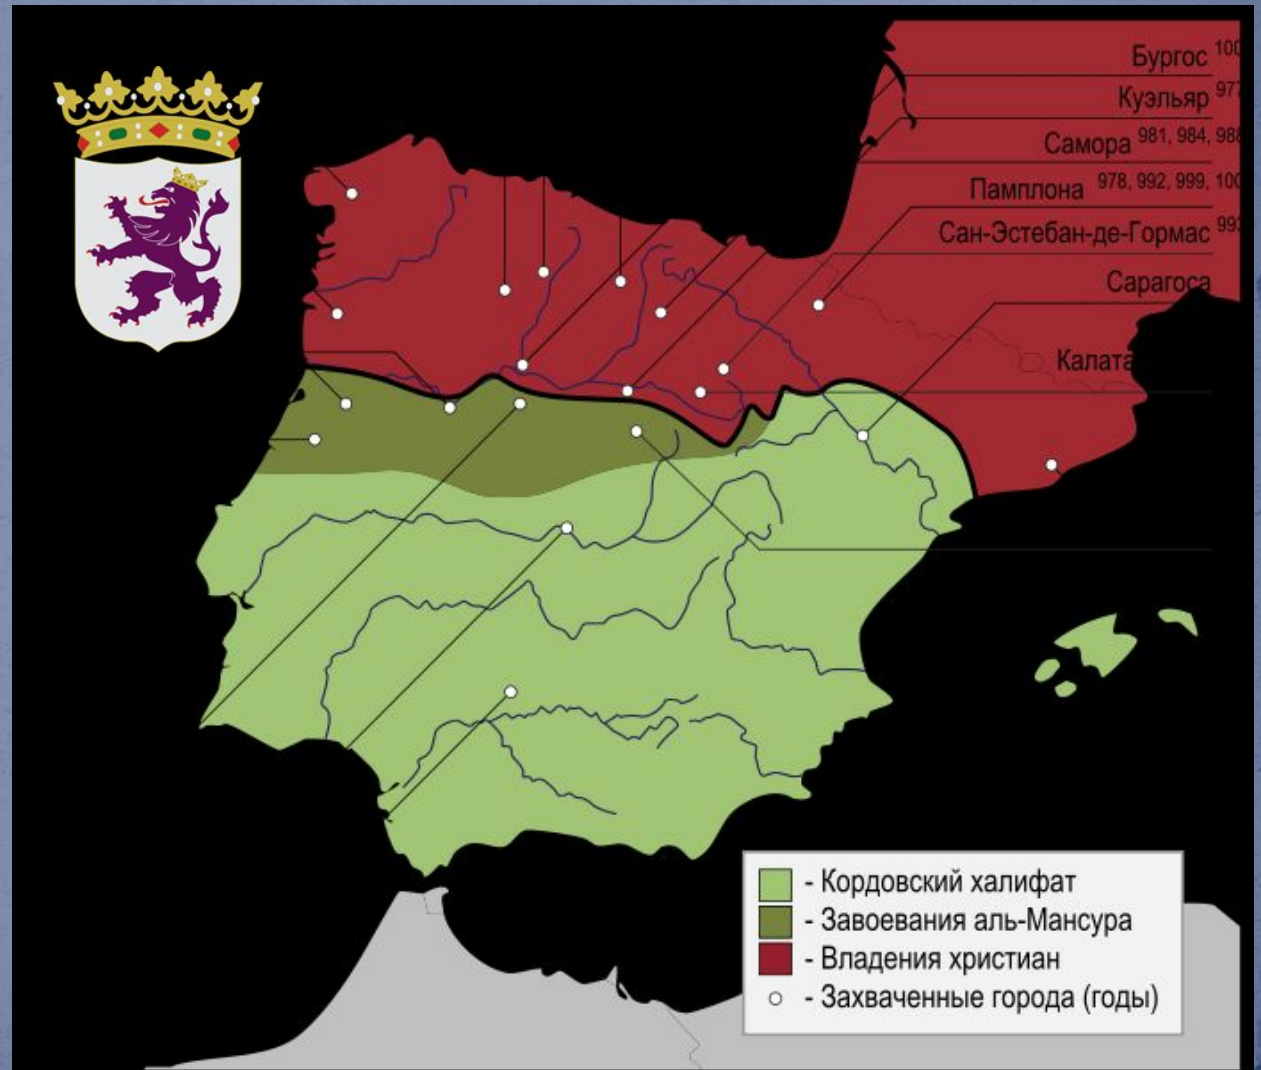 Бургос 100
Куэльяр 977
Самора 981, 984, 988
Памплона 978, 992, 999, 100
Сан-Эстебан-де-Гормас 993
Сарагоса
Калата
- Кордовский халифат
- Завоевания аль-Мансура
- Владения христиан
- Захваченные города (годы)